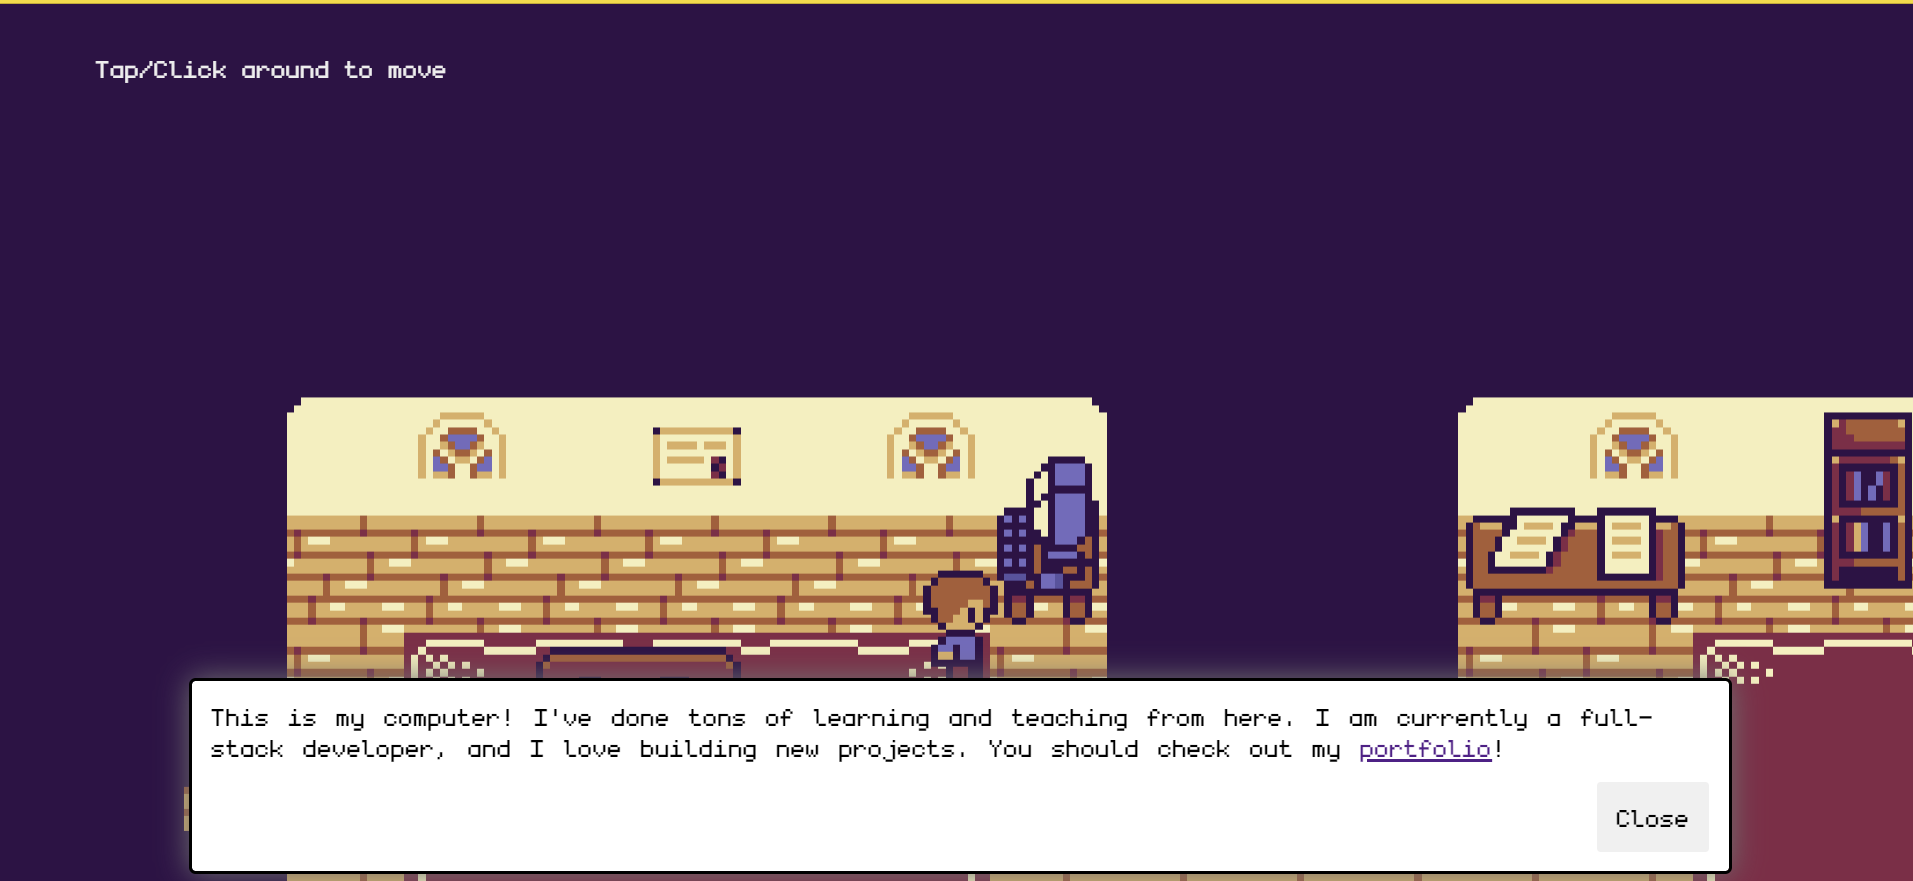 Tap/Click around to move
This is my computer! I've done tons of learning and teaching from here. I am currently a full-
stack developer, and I love building new projects. You should check out my portfolio!
Close